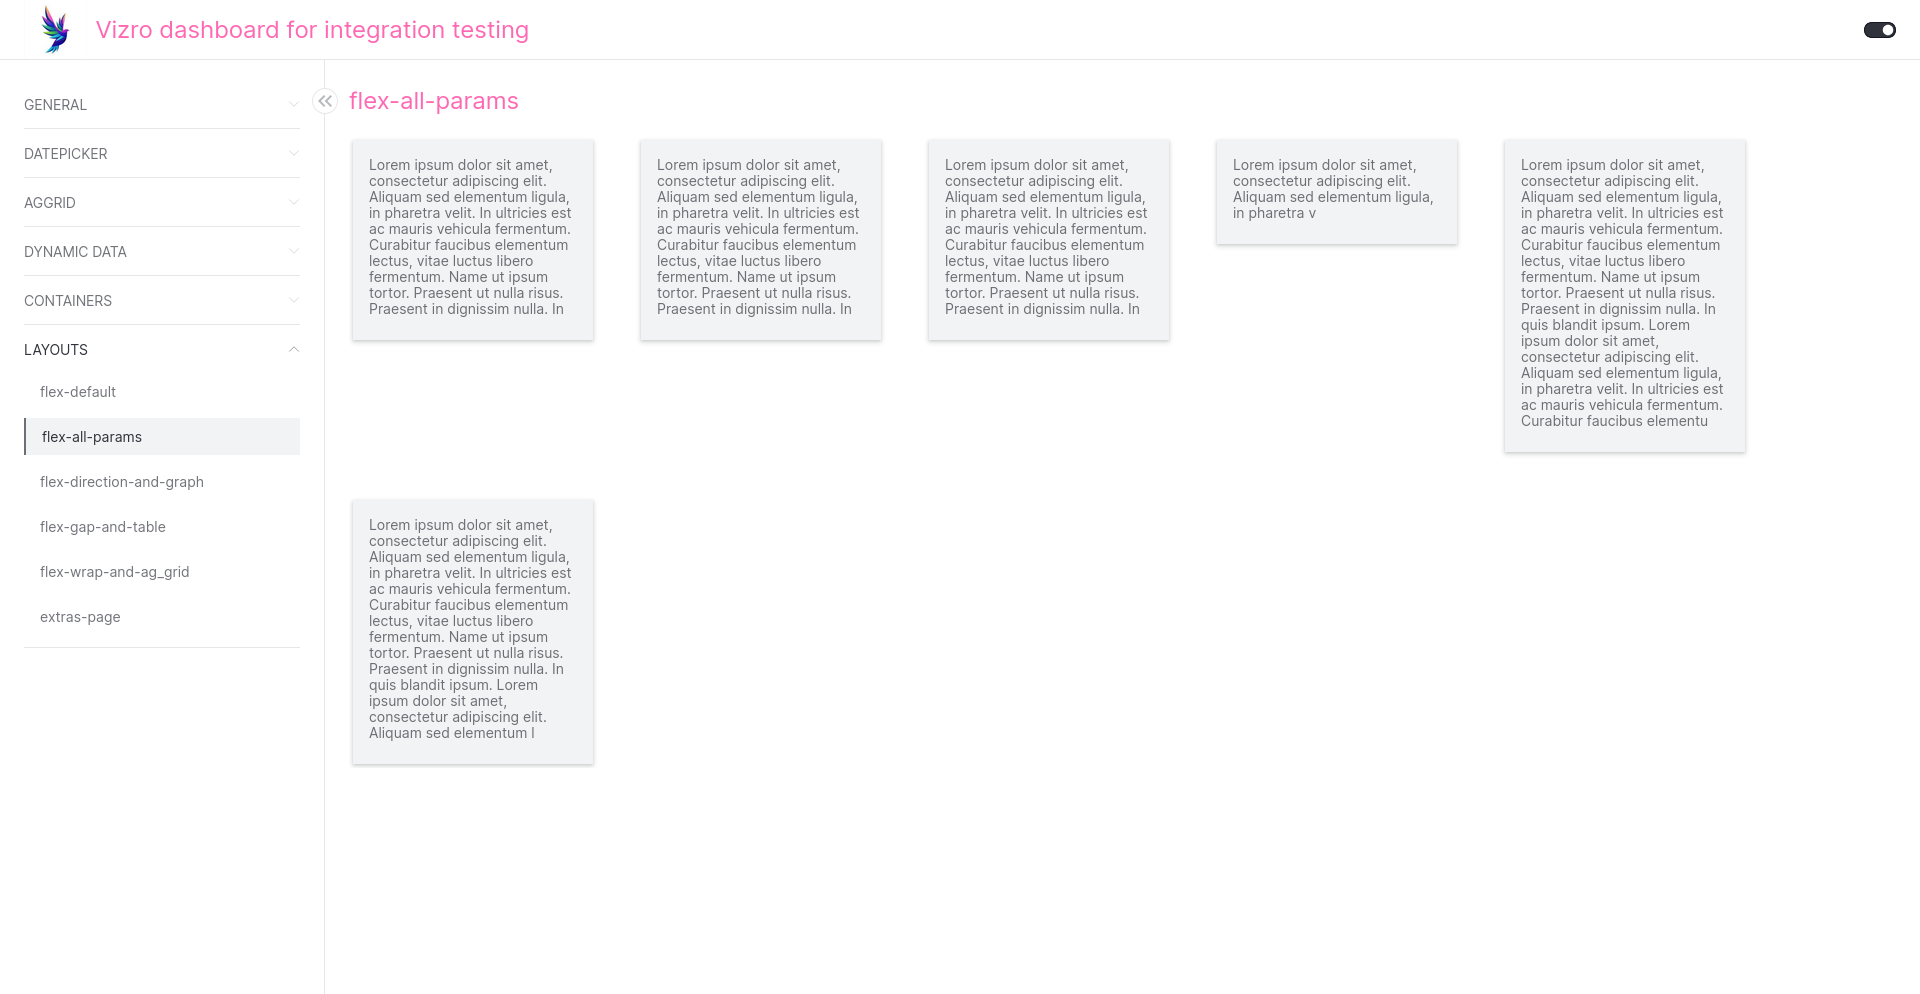 Vizro dashboard for integration testing
GENERAL
DATEPICKER
AGGRID
DYNAMIC DATA
CONTAINERS
LAYOUTS
flex-default
flex-all-params
flex-direction-and-graph
flex-gap-and-table
flex-wrap-and-ag_grid
extras-page
flex-all-params
Lorem ipsum dolor sit amet,
consectetur adipiscing elit.
Aliquam sed elementum ligula,
in pharetra velit. In ultricies est
ac mauris vehicula fermentum.
Curabitur faucibus elementum
lectus, vitae luctus libero
fermentum. Name ut ipsum
tortor. Praesent ut nulla risus.
Praesent in dignissim nulla. In
Lorem ipsum dolor sit amet,
consectetur adipiscing elit.
Aliquam sed elementum ligula,
in pharetra velit. In ultricies est
ac mauris vehicula fermentum.
Curabitur faucibus elementum
lectus, vitae luctus libero
fermentum. Name ut ipsum
tortor. Praesent ut nulla risus.
Praesent in dignissim nulla. In
Lorem ipsum dolor sit amet,
consectetur adipiscing elit.
Aliquam sed elementum ligula,
in pharetra velit. In ultricies est
ac mauris vehicula fermentum.
Curabitur faucibus elementum
lectus, vitae luctus libero
fermentum. Name ut ipsum
tortor. Praesent ut nulla risus.
Praesent in dignissim nulla. In
Lorem ipsum dolor sit amet,
consectetur adipiscing elit.
Aliquam sed elementum ligula,
in pharetra v
Lorem ipsum dolor sit amet,
consectetur adipiscing elit.
Aliquam sed elementum ligula,
in pharetra velit. In ultricies est
ac mauris vehicula fermentum.
Curabitur faucibus elementum
lectus, vitae luctus libero
fermentum. Name ut ipsum
tortor. Praesent ut nulla risus.
Praesent in dignissim nulla. In
quis blandit ipsum. Lorem
ipsum dolor sit amet,
consectetur adipiscing elit.
Aliquam sed elementum ligula,
in pharetra velit. In ultricies est
ac mauris vehicula fermentum.
Curabitur faucibus elementu
Lorem ipsum dolor sit amet,
consectetur adipiscing elit.
Aliquam sed elementum ligula,
in pharetra velit. In ultricies est
ac mauris vehicula fermentum.
Curabitur faucibus elementum
lectus, vitae luctus libero
fermentum. Name ut ipsum
tortor. Praesent ut nulla risus.
Praesent in dignissim nulla. In
quis blandit ipsum. Lorem
ipsum dolor sit amet,
consectetur adipiscing elit.
Aliquam sed elementum l